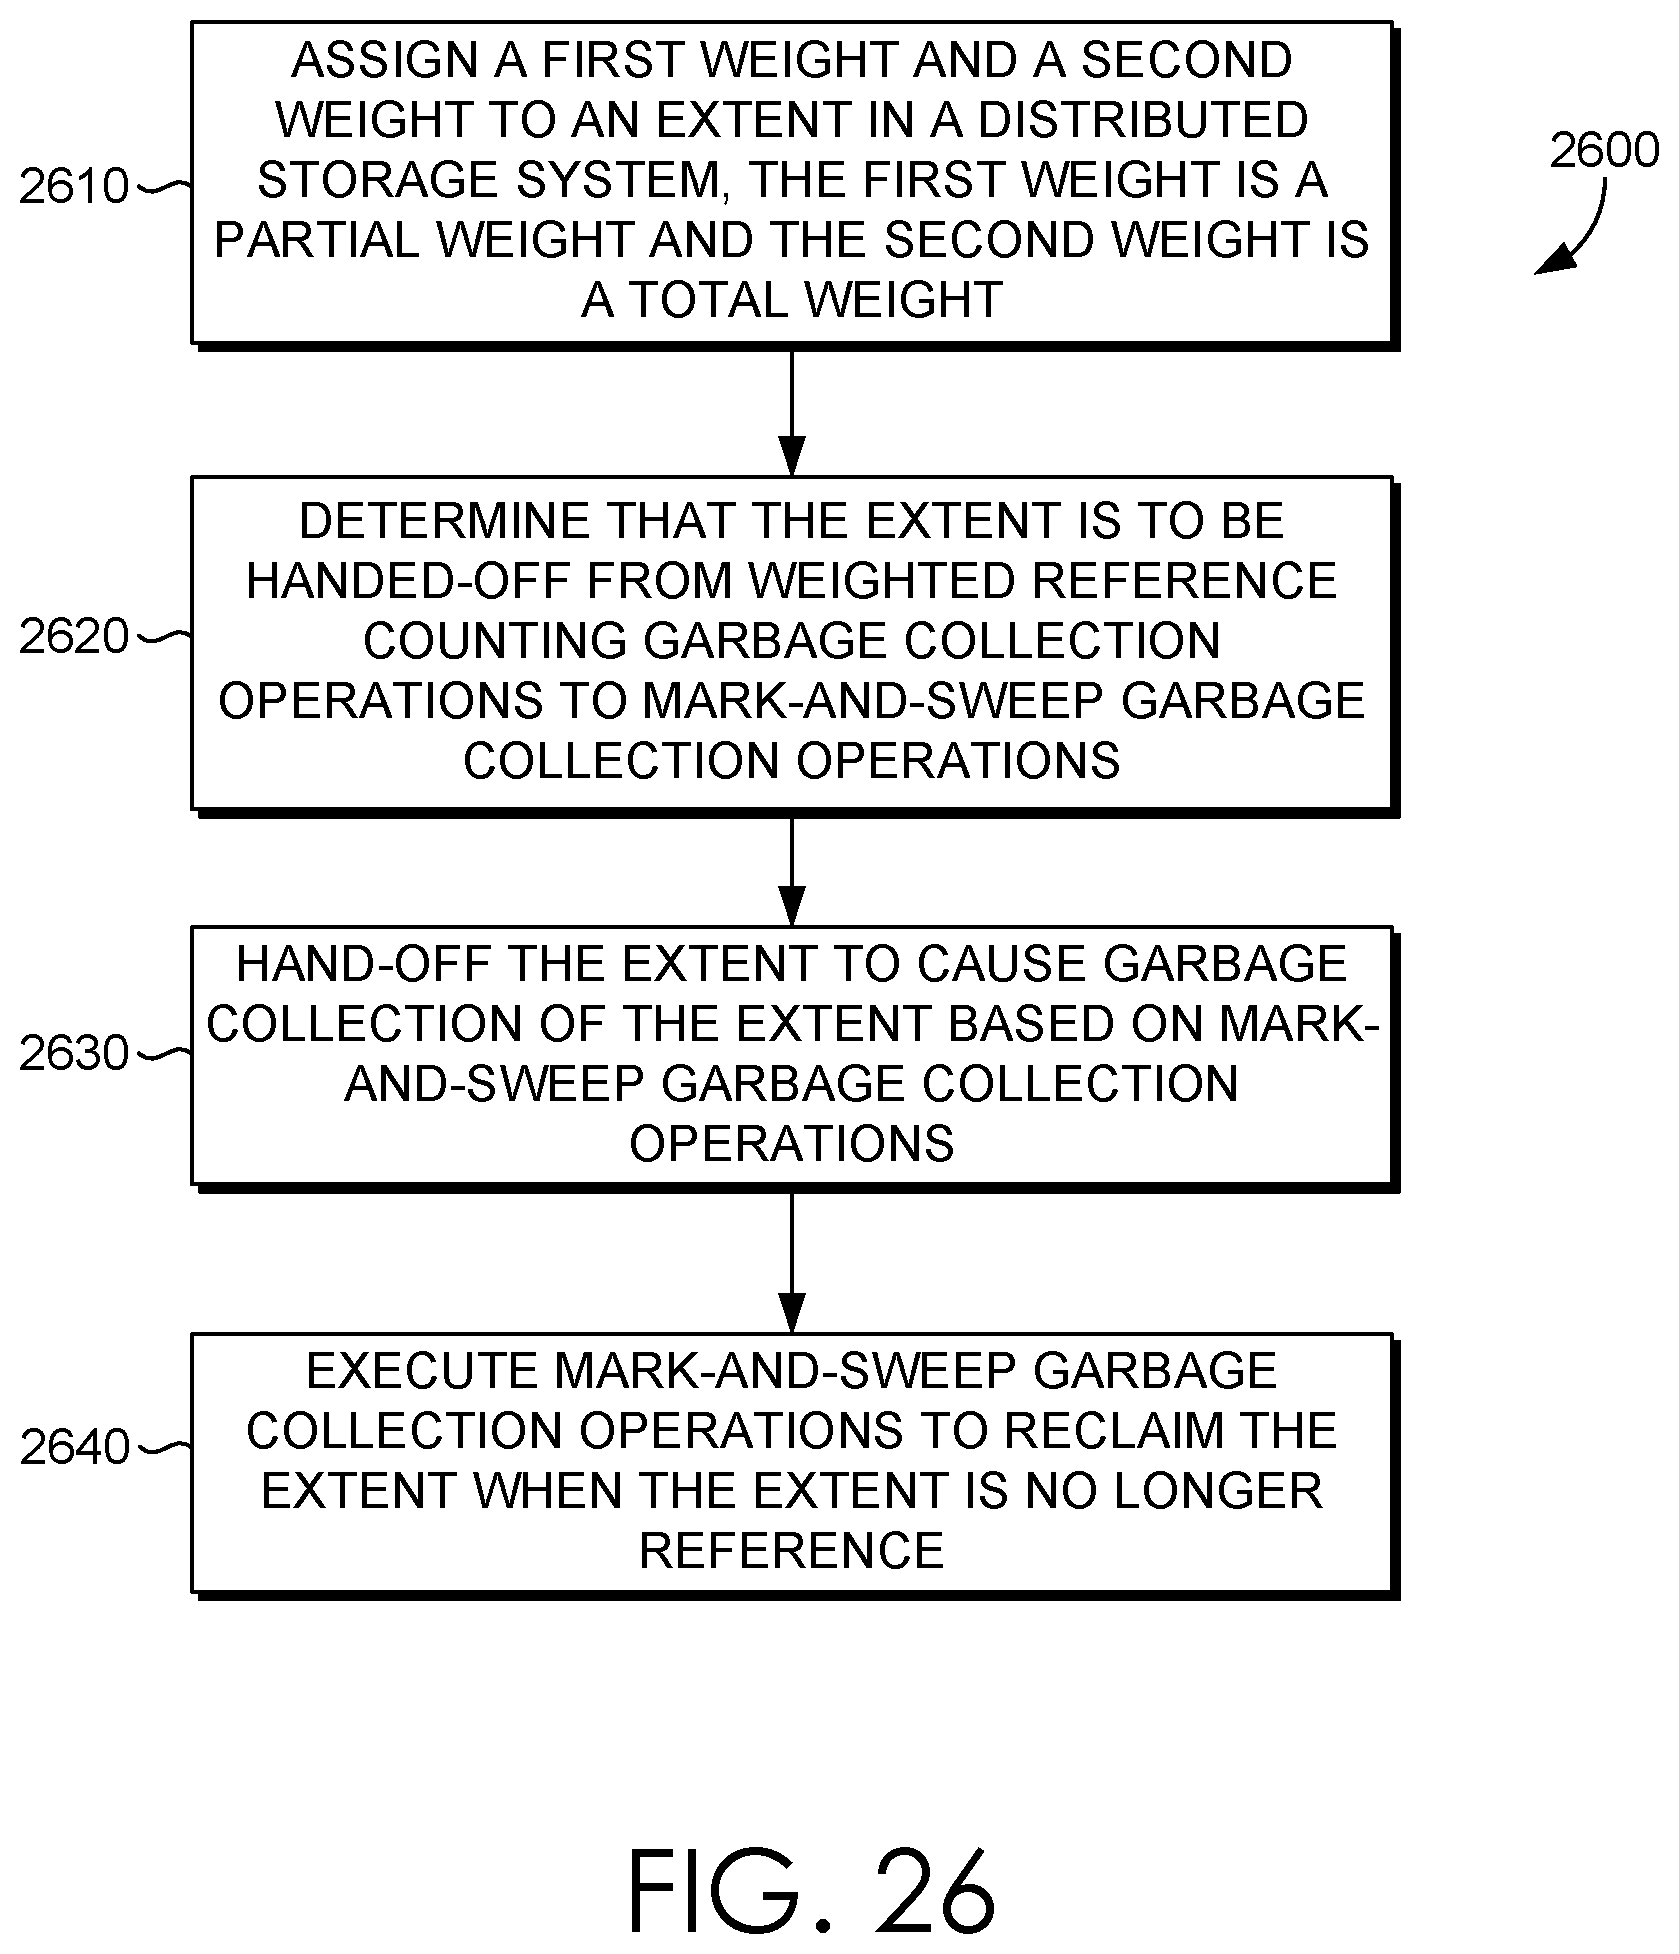 ASSIGN A FIRST WEIGHT AND A SECOND
WEIGHT TO AN EXTENT IN A DISTRIBUTED
STORAGE SYSTEM, THE FIRST WEIGHT IS A
PARTIAL WEIGHT AND THE SECOND WEIGHT IS
A TOTAL WEIGHT
2610
2600
DETERMINE THAT THE EXTENT IS TO BE
HANDED-OFF FROM WEIGHTED REFERENCE
COUNTING GARBAGE COLLECTION
OPERATIONS TO MARK-AND-SWEEP GARBAGE
COLLECTION OPERATIONS
2620
HAND-OFF THE EXTENT TO CAUSE GARBAGE
COLLECTION OF THE EXTENT BASED ON MARK-
AND-SWEEP GARBAGE COLLECTION
OPERATIONS
2630
EXECUTE MARK-AND-SWEEP GARBAGE
COLLECTION OPERATIONS TO RECLAIM THE
EXTENT WHEN THE EXTENT IS NO LONGER
REFERENCE
2640
FIG. 26